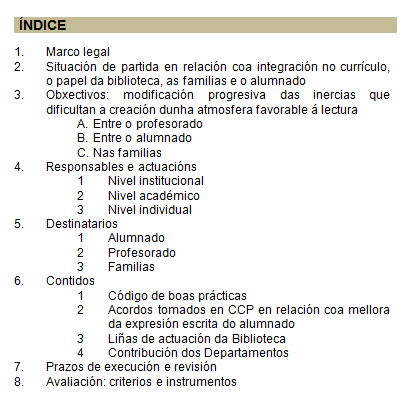 ÍNDICE
1. Marco legal
2. Situación de partida en relación coa integración no currículo,
o papel da biblioteca, as familias e o alumnado
3. Obxectivos: modificación progresiva das inercias que
dificultan a creación dunha atmosfera favorable á lectura
A. Entre o profesorado
B. Entre o alumnado
C. Nas familias
4. Responsables e actuacións
1 Nivel institucional
2 Nivel académico
3 Nivel individual
5. Destinatarios
1 Alumnado
2 Profesorado
3 Familias
6. Contidos
1 Código de boas prácticas
2 Acordos tomados en CCP en relación coa mellora
da expresión escrita do alumnado
3 Liñas de actuación da Biblioteca
4 Contribución dos Departamentos
7. Prazos de execución e revisión
8. Avaliación: criterios e instrumentos